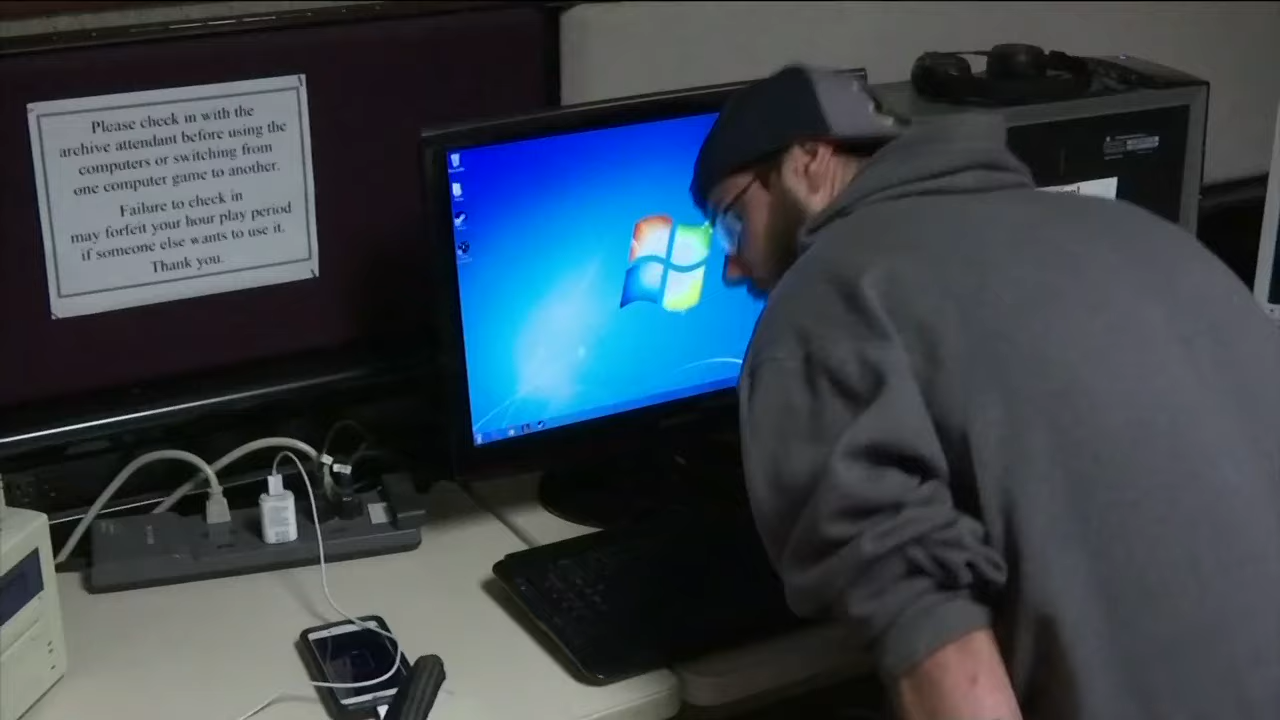 Please check in with the
archive attendant before using the
computers or switching from
one computer game to another.
Failure to check in
may forfeit your hour play period
if someone else wants to use it.
Thank you.